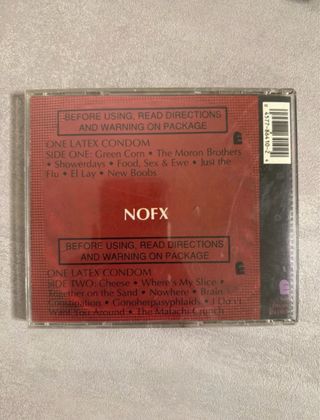 BEFORE USING, READ DIRECTIONS
AND WARNING ON PACKAGE
ONE LATEX CONDOM
SIDE ONE: Green Corn • The Moron Brothers
• Showerdays • Food, Sex & Ewe • Just the
Flu • El Lay • New Boobs
NOFX
BEFORE USING, READ DIRECTIONS
AND WARNING ON PACKAGE
ONE LATEX CONDOM
SIDE TWO: Cheese • Where's My Slice •
Together on the Sand • Nowhere • Brain
Constipation • Gonoherpasyphlaids • I Don't
Want You Around • The Malachi Crunch